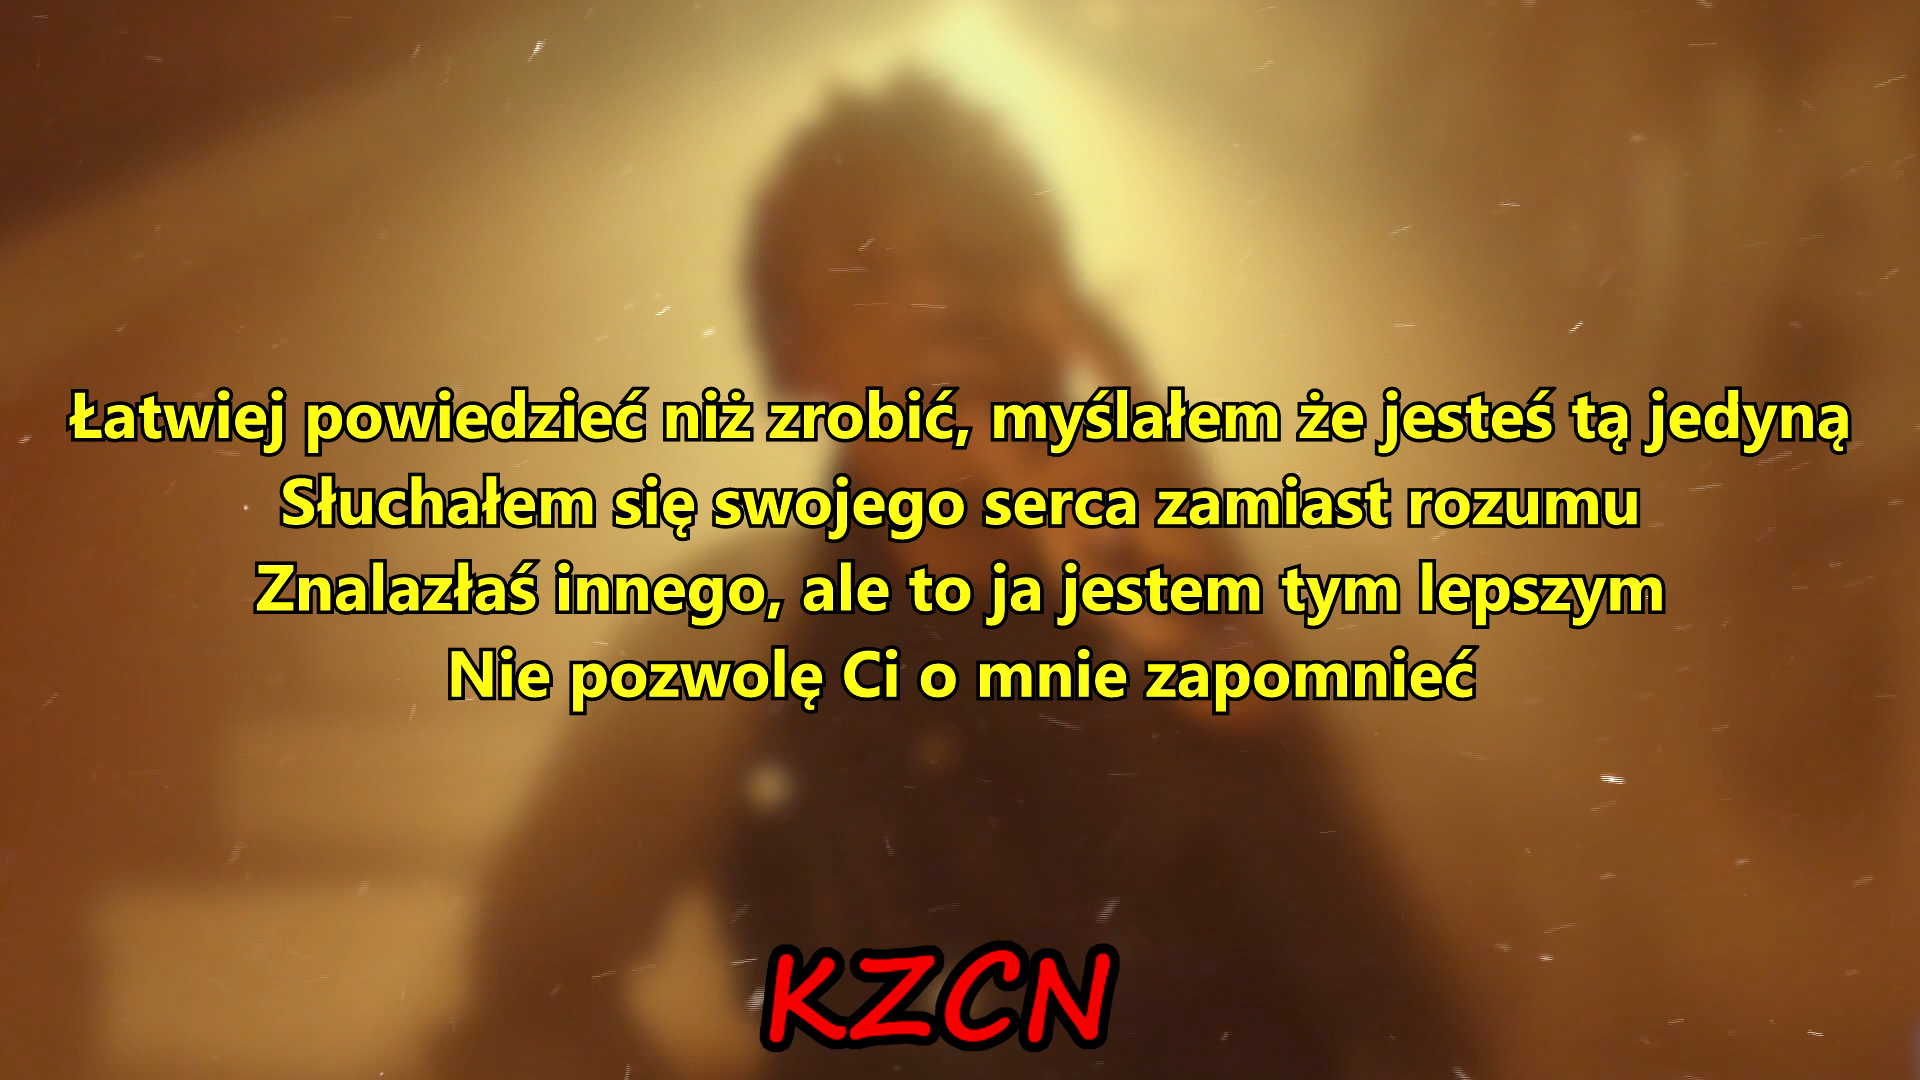 Łatwiej powiedzieć niż zrobić, myślałem że jesteś tą jedyną
Słuchałem się swojego serca zamiast rozumu
Znalazłaś innego, ale to ja jestem tym lepszym
Nie pozwolę Ci o mnie zapomnieć
KZCN